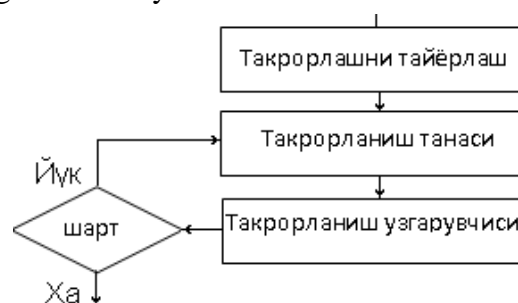 Такрорлашни тайёрлаш
Такрорланиш танаси
Йук
шарт
Такрорланиш узгарувчиси
Ха